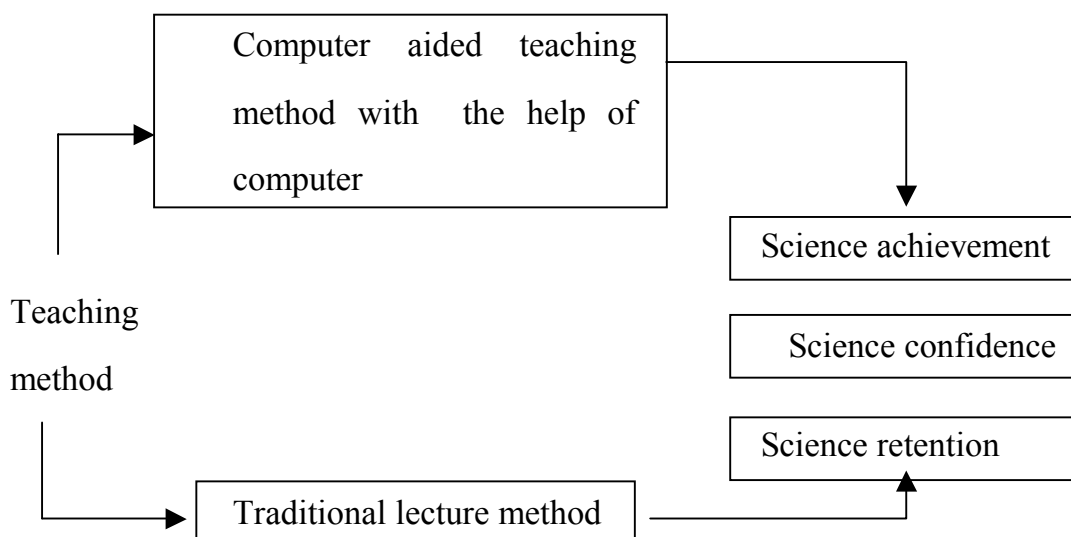 Computer aided teaching
method with the help of
computer
Science achievement
Teaching
method
Science confidence
Science retention
Traditional lecture method